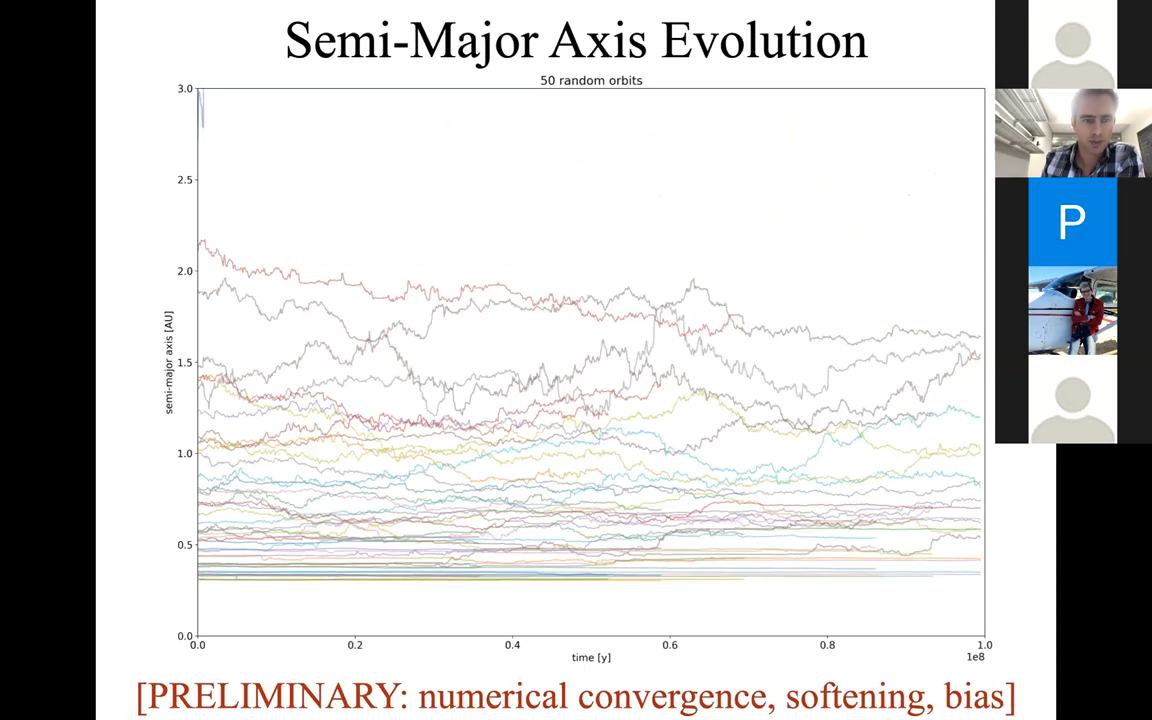 Semi-Major Axis Evolution
50 random orbits
3.0
2.5
2.0
1.5
1.0
0.5
0.0
semi-major axis [AU]
0.0 0.2 0.4 0.6 0.8 1.0
1e8
time [y]
[PRELIMINARY: numerical convergence, softening, bias]
P